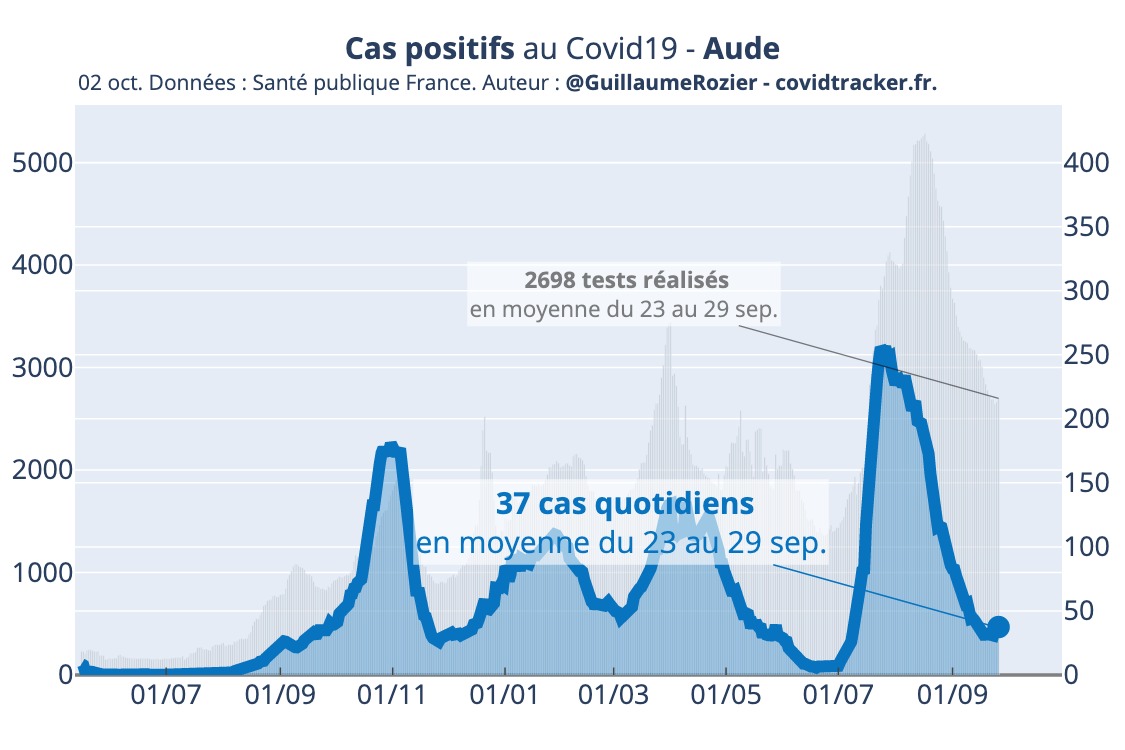 Cas positifs au Covid19 - Aude
02 oct. Données : Santé publique France. Auteur : @GuillaumeRozier - covidtracker.fr.
5000
400
350
4000
300
2698 tests réalisés
en moyenne du 23 au 29 sep.
3000
250
200
2000
150
37 cas quotidiens
en moyenne du 23 au 29 sep.
1000
100
50
0
0
01/07 01/09 01/11 01/01 01/03 01/05 01/07 01/09